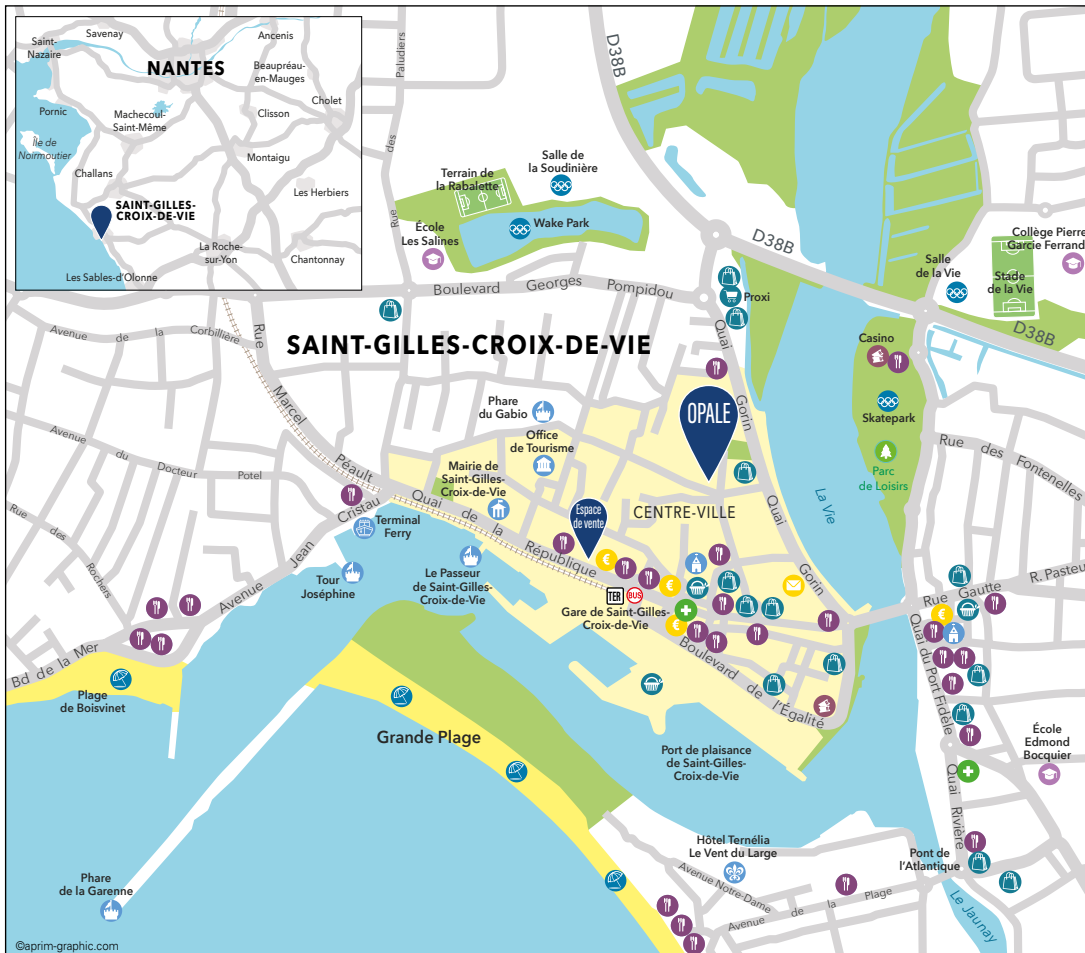 Saint-
Nazaire
Savenay
Ancenis
NANTES
Beaupréau-
en-Mauges
Cholet
Pornic
Machecoul-
Saint-Même
Clisson
Île de
Noirmoutier
Montaigu
Challans
Les Herbiers
SAINT-GILLES-
CROIX-DE-VIE
La Roche-
sur-Yon
Chantonnay
Les Sables-d'Olonne
Rue des Paludiers
D38B
Salle de
la Soudinière
Terrain de
la Rabalette
Wake Park
École
Les Salines
D38B
Collège Pierre
Garcie Ferrand
Salle
de la Vie
Stade
de la Vie
D38B
Boulevard Georges Pompidou
Proxi
Avenue de la Corbilière
Rue Marcel Péault
SAINT-GILLES-CROIX-DE-VIE
Quai Gorin
Casino
Skatepark
Parc
de Loisirs
Rue des Fontenelles
Phare
du Gabio
OPALE
Office
de Tourisme
Avenue du Docteur Potel
Mairie de
Saint-Gilles-
Croix-de-Vie
La Vie
Espace
de vente
CENTRE-VILLE
Quai de la République
Quai Gorin
Rue des Rochers
Avenue Jean Cristau
Terminal
Ferry
Tour
Joséphine
Le Passeur
de Saint-Gilles-
Croix-de-Vie
TER
BUS
Gare de Saint-Gilles-
Croix-de-Vie
R. Pasteur
Rue Gautte
Quai du Port Fidèle
Bd de la Mer
Boulevard de l'Égalité
Plage
de Boisvinet
Grande Plage
Port de plaisance
de Saint-Gilles-
Croix-de-Vie
École
Edmond
Bocquier
Quai Rivière
Hôtel Ternélia
Le Vent du Large
Pont de
l'Atlantique
Avenue Notre-Dame
Avenue de la Plage
Le Jaunay
Phare
de la Garenne
©aprim-graphic.com